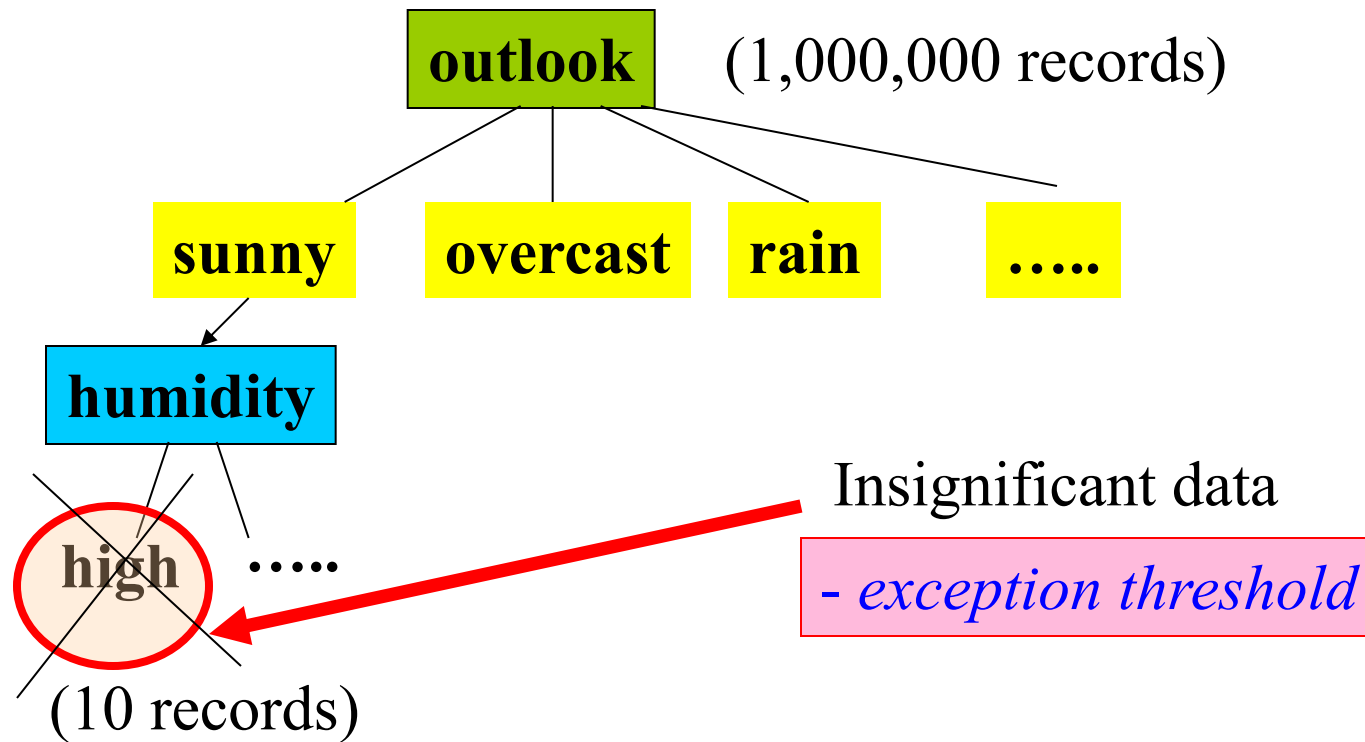 outlook (1,000,000 records)
sunny overcast rain …..
humidity
Insignificant data
high …..
- exception threshold
(10 records)